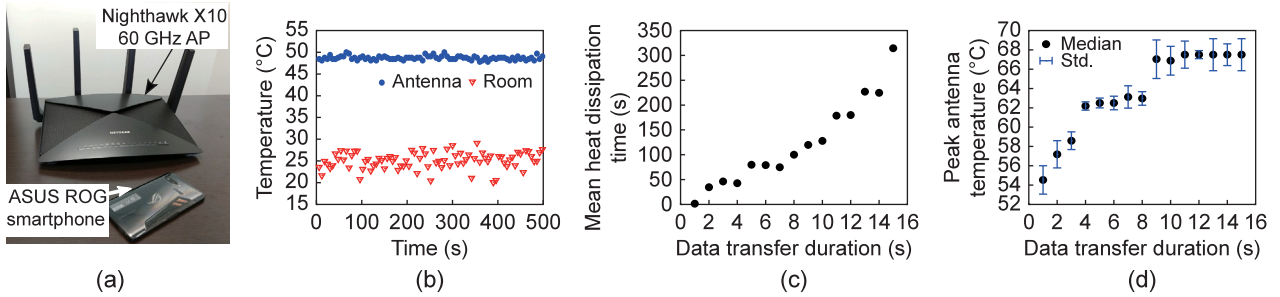 Nighthawk X10
60 GHz AP
NETGEAR
ASUS ROG
smartphone
(a)
Temperature (°C)
55
50
45
40
35
30
25
20
15
Antenna
Room
0 100 200 300 400 500
Time (s)
(b)
Mean heat dissipation
time (s)
350
300
250
200
150
100
50
0
0 2 4 6 8 10 12 14 16
Data transfer duration (s)
(c)
Peak antenna
temperature (°C)
68
66
64
62
60
58
56
54
52
Median
Std.
0 2 4 6 8 10 12 14 16
Data transfer duration (s)
(d)